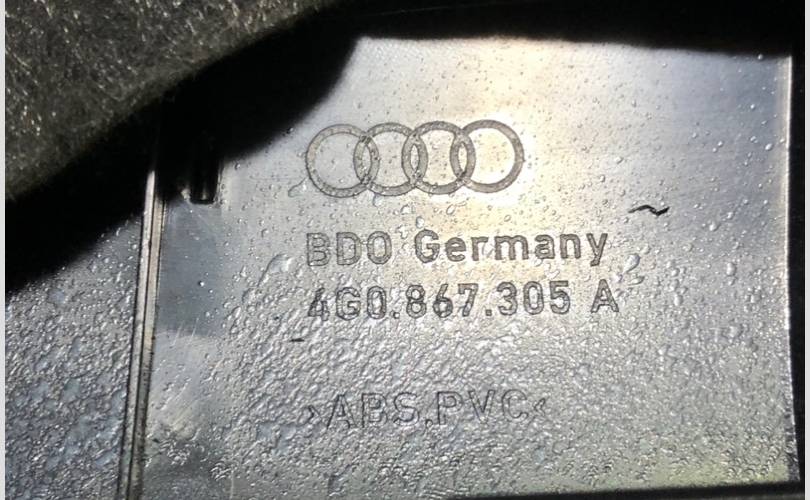 BDO Germany
4G0.867.305 A
>ABS.PVC<